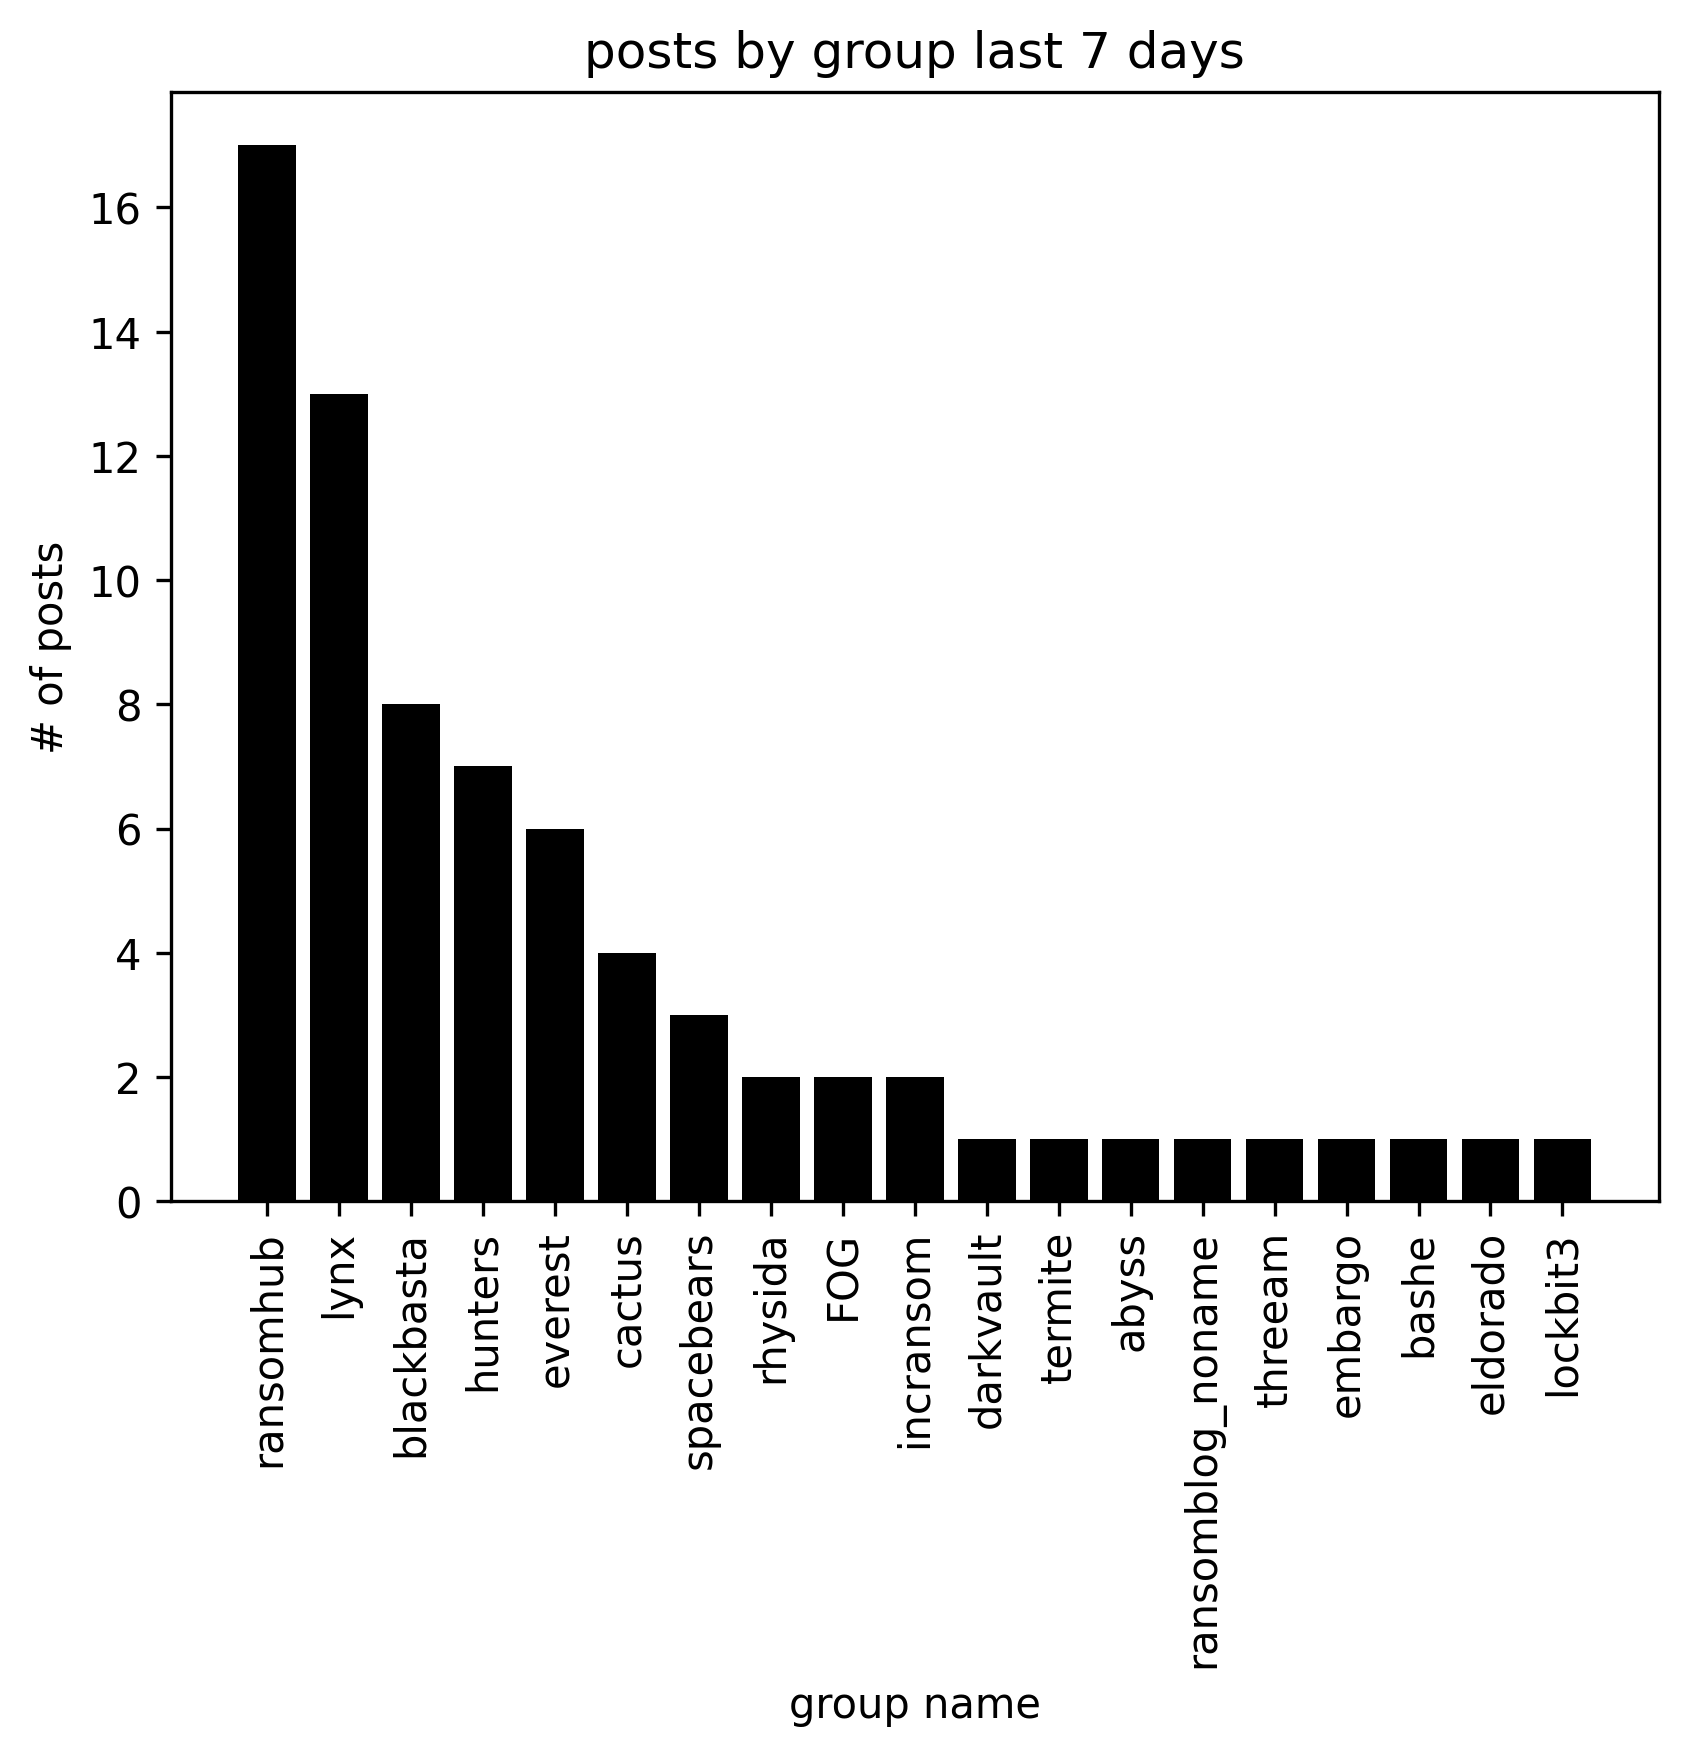 posts by group last 7 days
# of posts
16
14
12
10
8
6
4
2
0
ransomhub
lynx
blackbasta
hunters
everest
cactus
spacebears
rhysida
FOG
incransom
darkvault
termite
abyss
ransomblog_noname
threeam
embargo
bashe
eldorado
lockbit3
group name